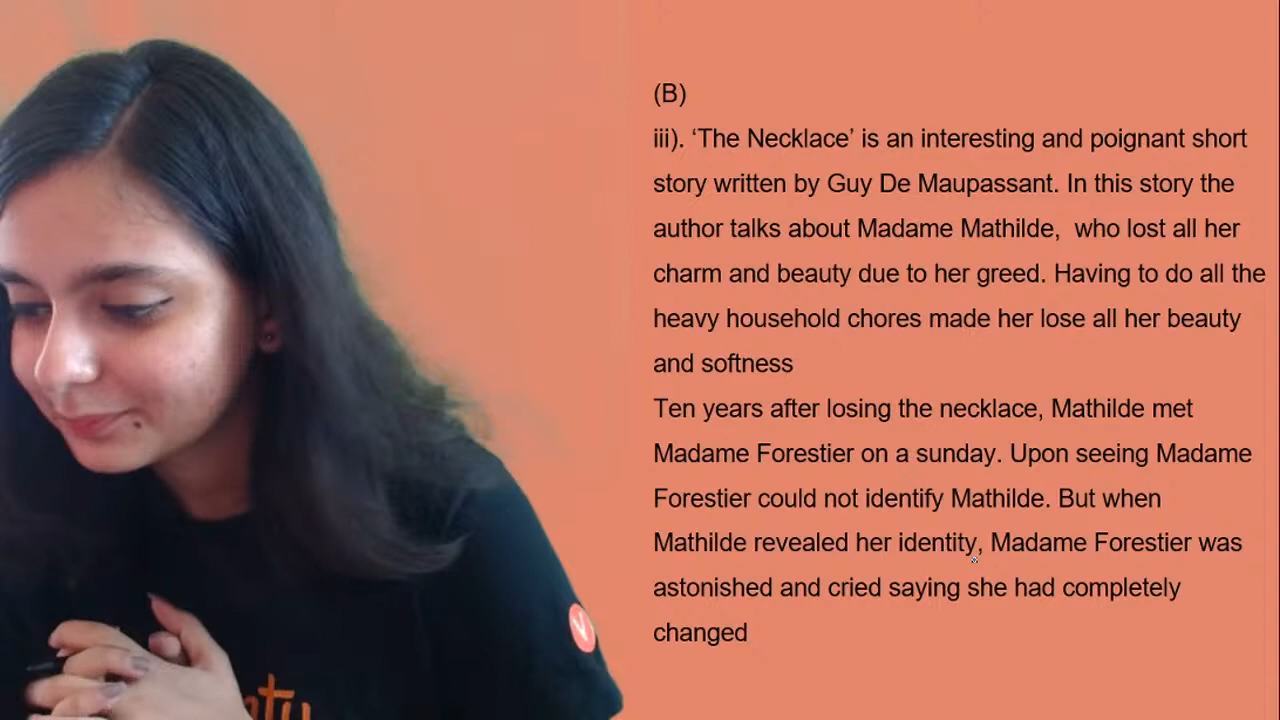 (B)
iii). ‘The Necklace’ is an interesting and poignant short
story written by Guy De Maupassant. In this story the
author talks about Madame Mathilde,  who lost all her
charm and beauty due to her greed. Having to do all the
heavy household chores made her lose all her beauty
and softness
Ten years after losing the necklace, Mathilde met
Madame Forestier on a sunday. Upon seeing Madame
Forestier could not identify Mathilde. But when
Mathilde revealed her identity, Madame Forestier was
astonished and cried saying she had completely
changed
V